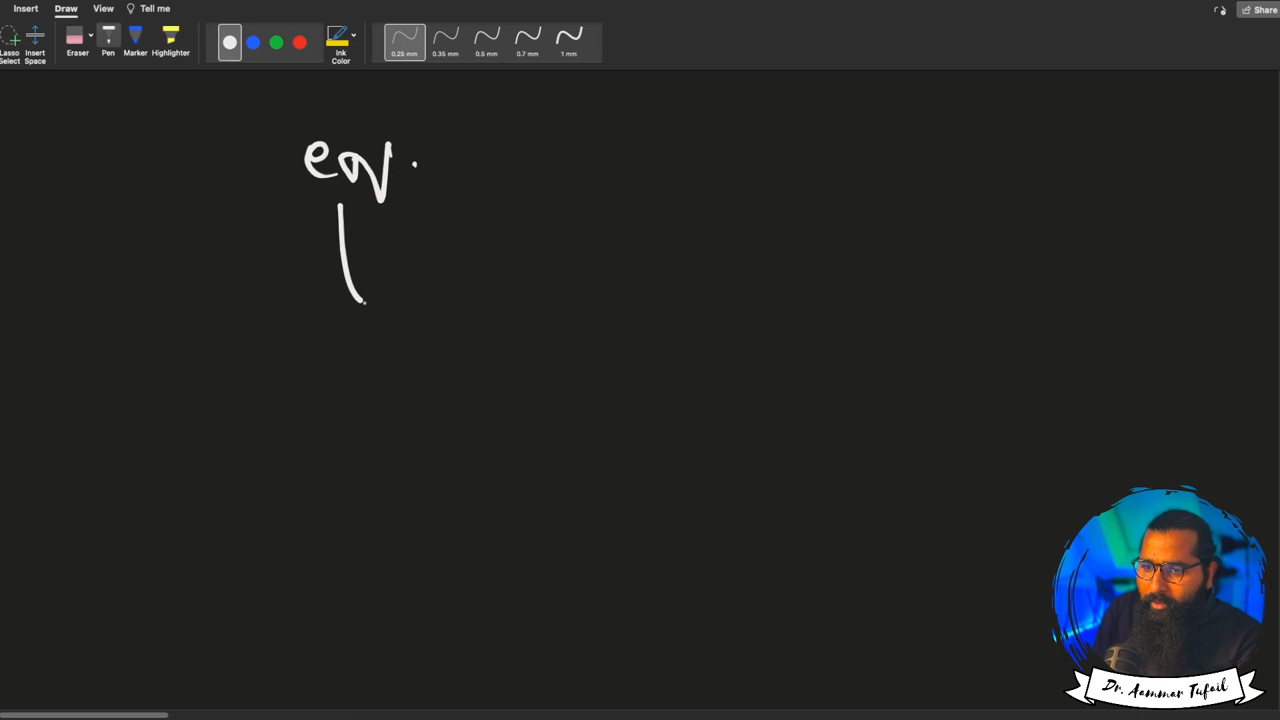 Insert Draw View Tell me Share
Lasso Select Insert Space Eraser Pen Marker Highlighter Ink Color 0.25 mm 0.35 mm 0.5 mm 0.7 mm 1 mm
eq.
Dr. Aammar Tufail